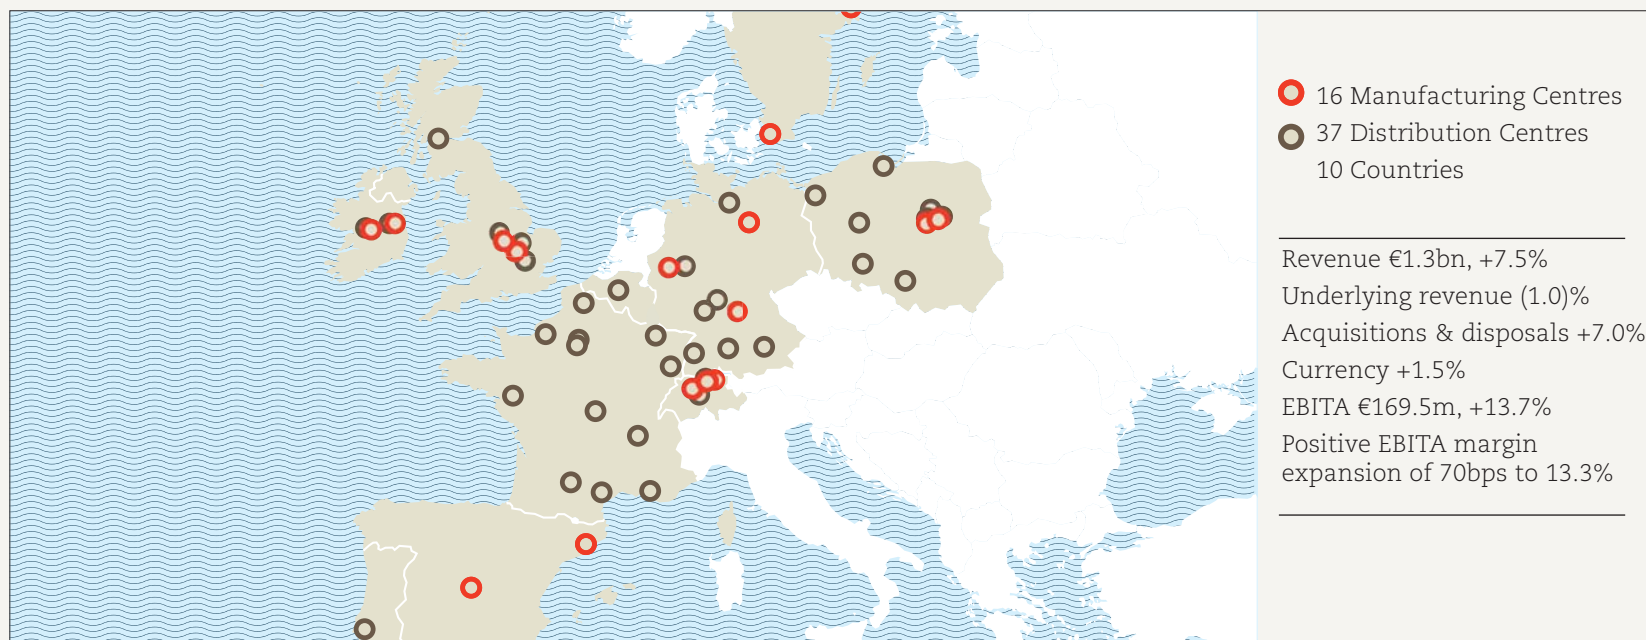 16 Manufacturing Centres
37 Distribution Centres
10 Countries
Revenue €1.3bn, +7.5%
Underlying revenue (1.0)%
Acquisitions & disposals +7.0%
Currency +1.5%
EBITA €169.5m, +13.7%
Positive EBITA margin
expansion of 70bps to 13.3%